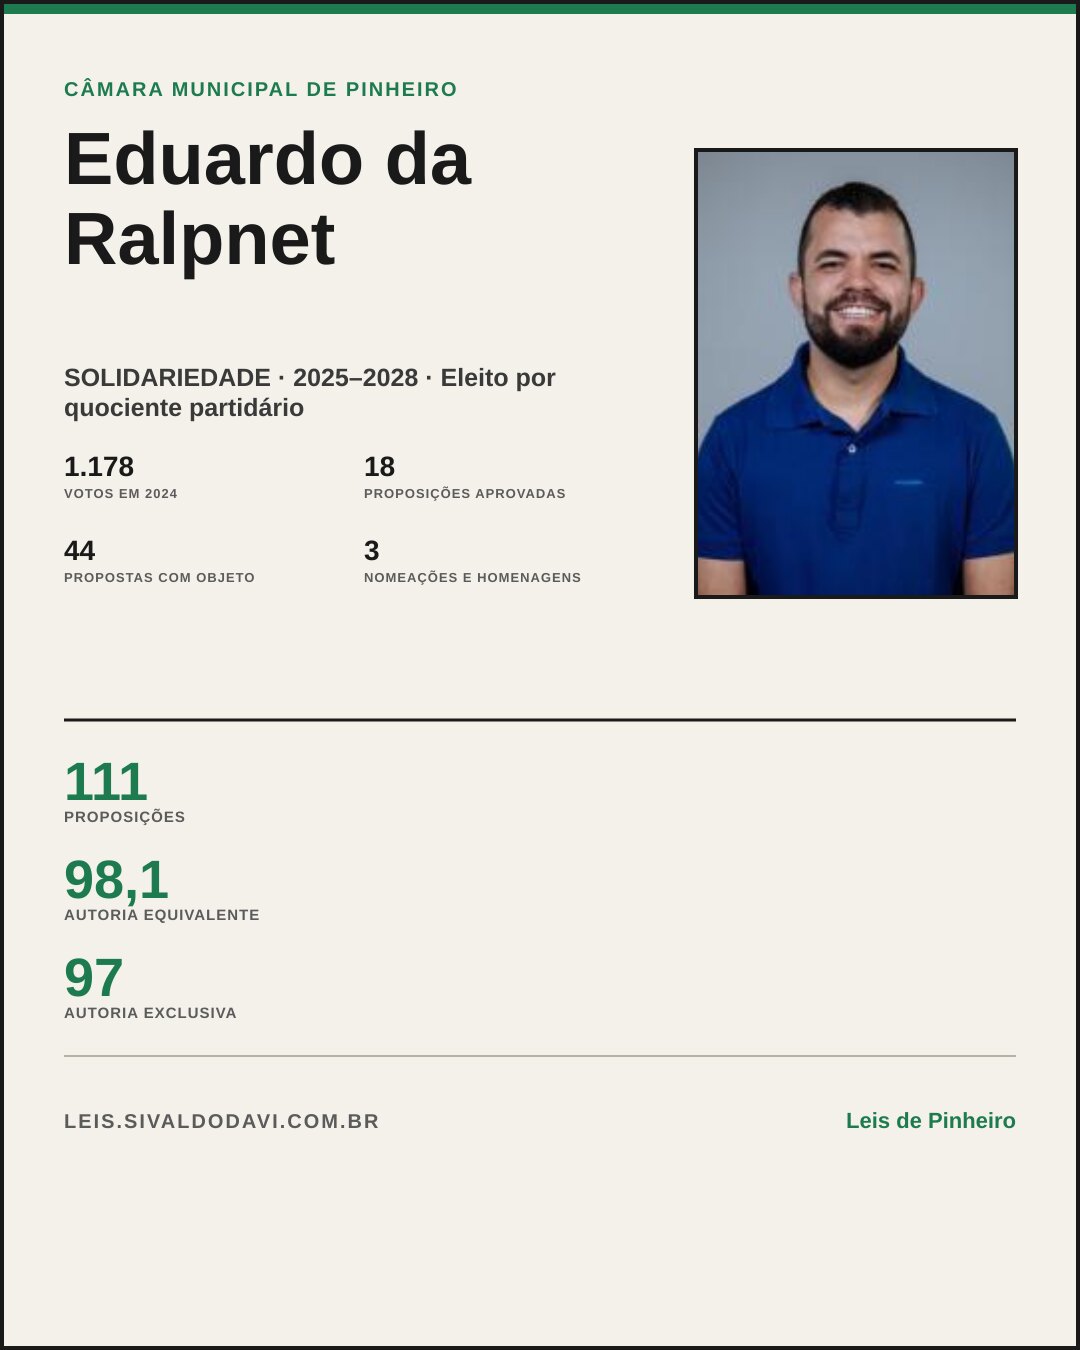 CÂMARA MUNICIPAL DE PINHEIRO
Eduardo da
Ralpnet
SOLIDARIEDADE · 2025–2028 · Eleito por
quociente partidário
1.178
VOTOS EM 2024
18
PROPOSIÇÕES APROVADAS
44
PROPOSTAS COM OBJETO
3
NOMEAÇÕES E HOMENAGENS
111
PROPOSIÇÕES
98,1
AUTORIA EQUIVALENTE
97
AUTORIA EXCLUSIVA
LEIS.SIVALDODAVI.COM.BR
Leis de Pinheiro